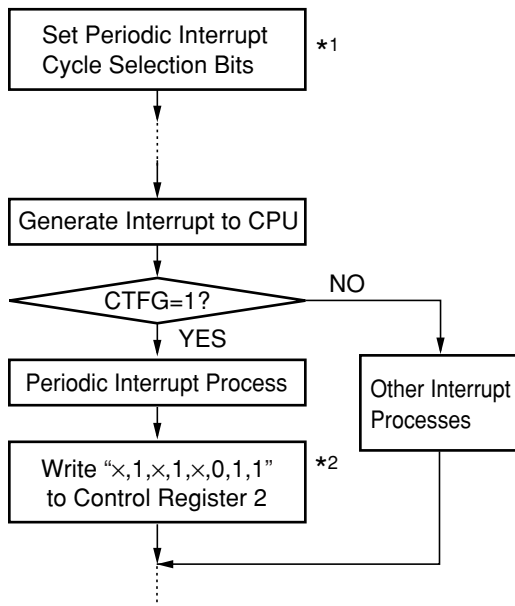 Set Periodic Interrupt
Cycle Selection Bits
*1
Generate Interrupt to CPU
CTFG=1?
NO
YES
Periodic Interrupt Process
Other Interrupt
Processes
Write “×,1,×,1,×,0,1,1”
to Control Register 2
*2